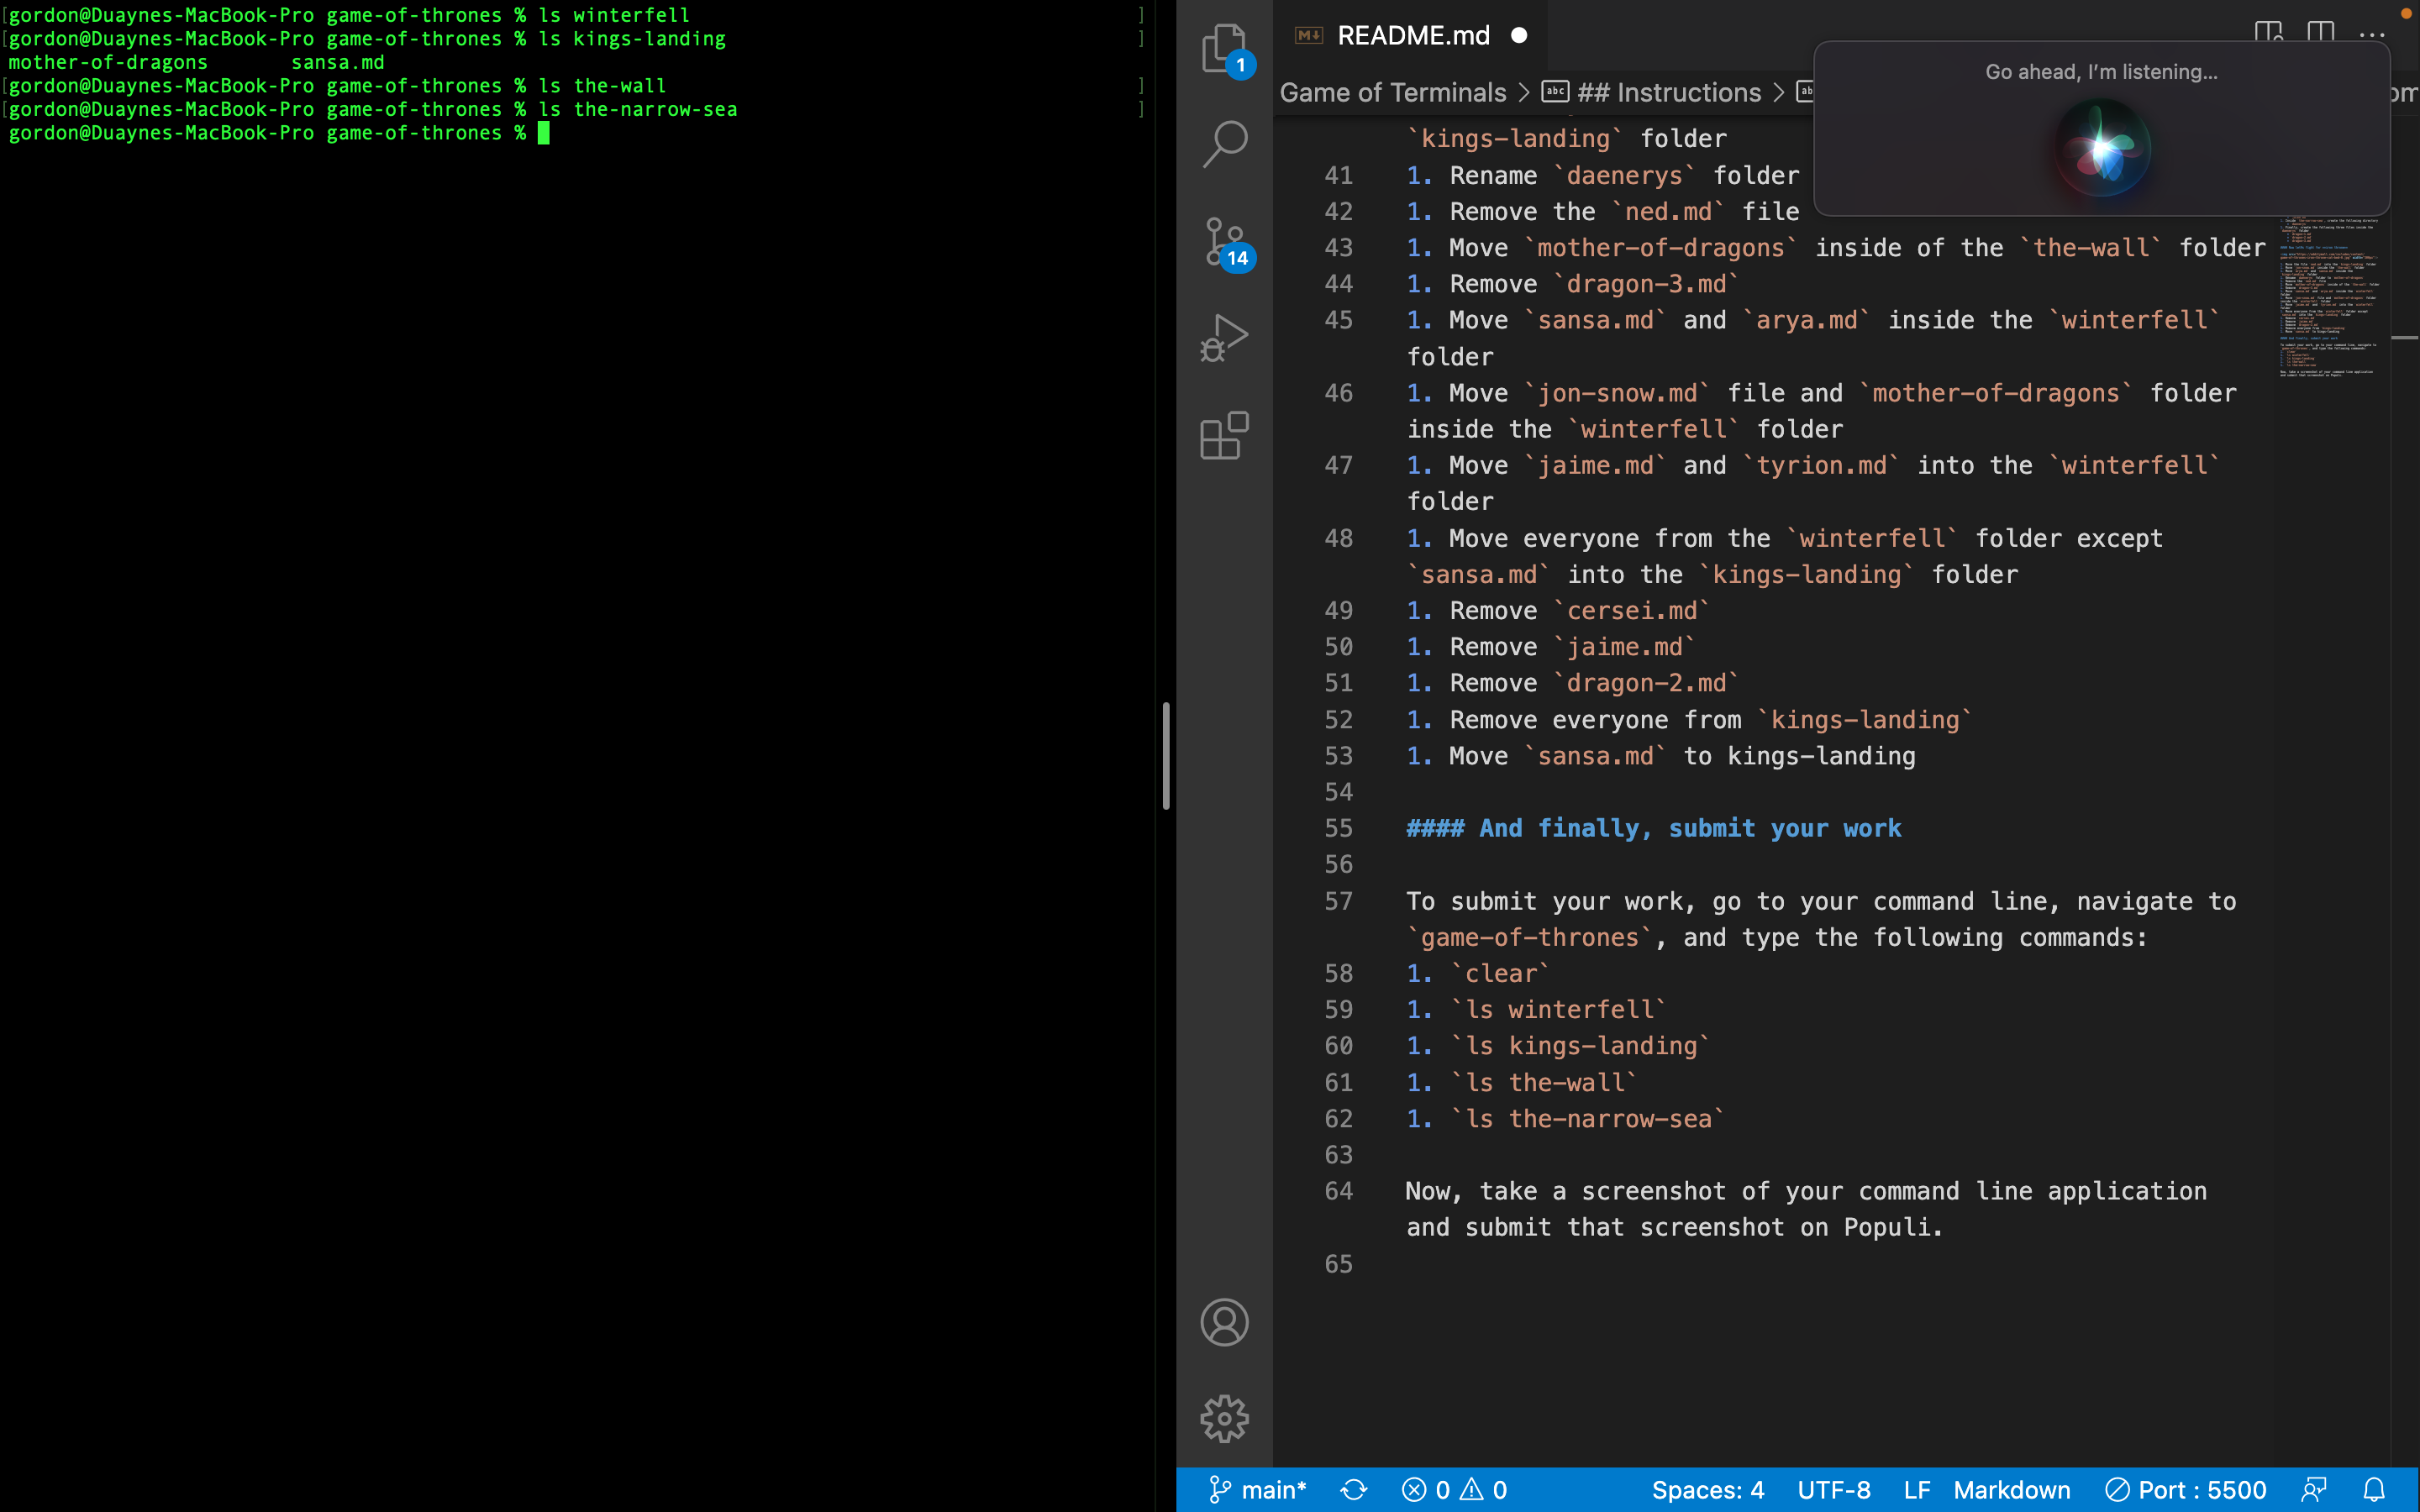 [gordon@Duaynes-MacBook-Pro game-of-thrones % ls winterfell ]
[gordon@Duaynes-MacBook-Pro game-of-thrones % ls kings-landing ]
mother-of-dragons sansa.md
[gordon@Duaynes-MacBook-Pro game-of-thrones % ls the-wall ]
[gordon@Duaynes-MacBook-Pro game-of-thrones % ls the-narrow-sea ]
gordon@Duaynes-MacBook-Pro game-of-thrones %
1
14
README.md
Go ahead, I'm listening...
Game of Terminals > abc ## Instructions >
`kings-landing` folder
41 1. Rename `daenerys` folder
42 1. Remove the `ned.md` file
43 1. Move `mother-of-dragons` inside of the `the-wall` folder
44 1. Remove `dragon-3.md`
45 1. Move `sansa.md` and `arya.md` inside the `winterfell`
folder
46 1. Move `jon-snow.md` file and `mother-of-dragons` folder
inside the `winterfell` folder
47 1. Move `jaime.md` and `tyrion.md` into the `winterfell`
folder
48 1. Move everyone from the `winterfell` folder except
`sansa.md` into the `kings-landing` folder
49 1. Remove `cersei.md`
50 1. Remove `jaime.md`
51 1. Remove `dragon-2.md`
52 1. Remove everyone from `kings-landing`
53 1. Move `sansa.md` to kings-landing
54
55 #### And finally, submit your work
56
57 To submit your work, go to your command line, navigate to
`game-of-thrones`, and type the following commands:
58 1. `clear`
59 1. `ls winterfell`
60 1. `ls kings-landing`
61 1. `ls the-wall`
62 1. `ls the-narrow-sea`
63
64 Now, take a screenshot of your command line application
and submit that screenshot on Populi.
65
main* 0 0 Spaces: 4 UTF-8 LF Markdown Port : 5500